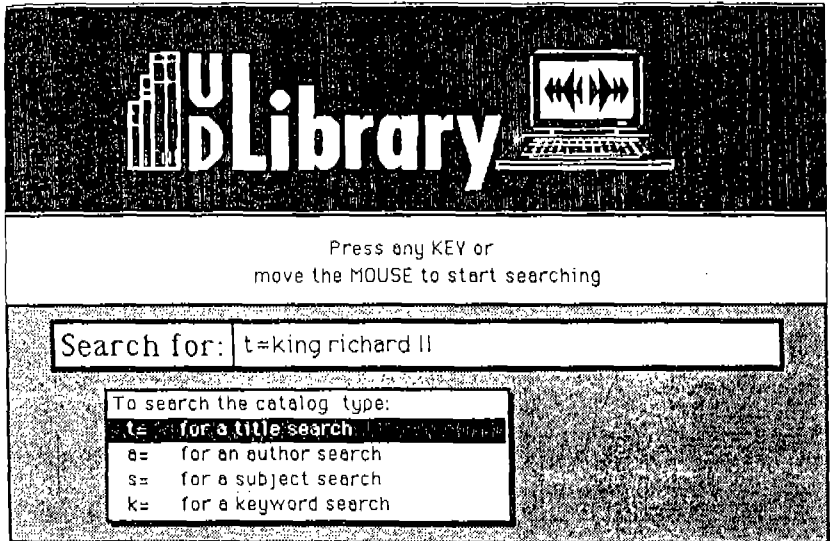 UD Library
Press any KEY or
move the MOUSE to start searching
Search for: t=king richard II
To search the catalog type:
t= for a title search
a= for an author search
s= for a subject search
k= for a keyword search